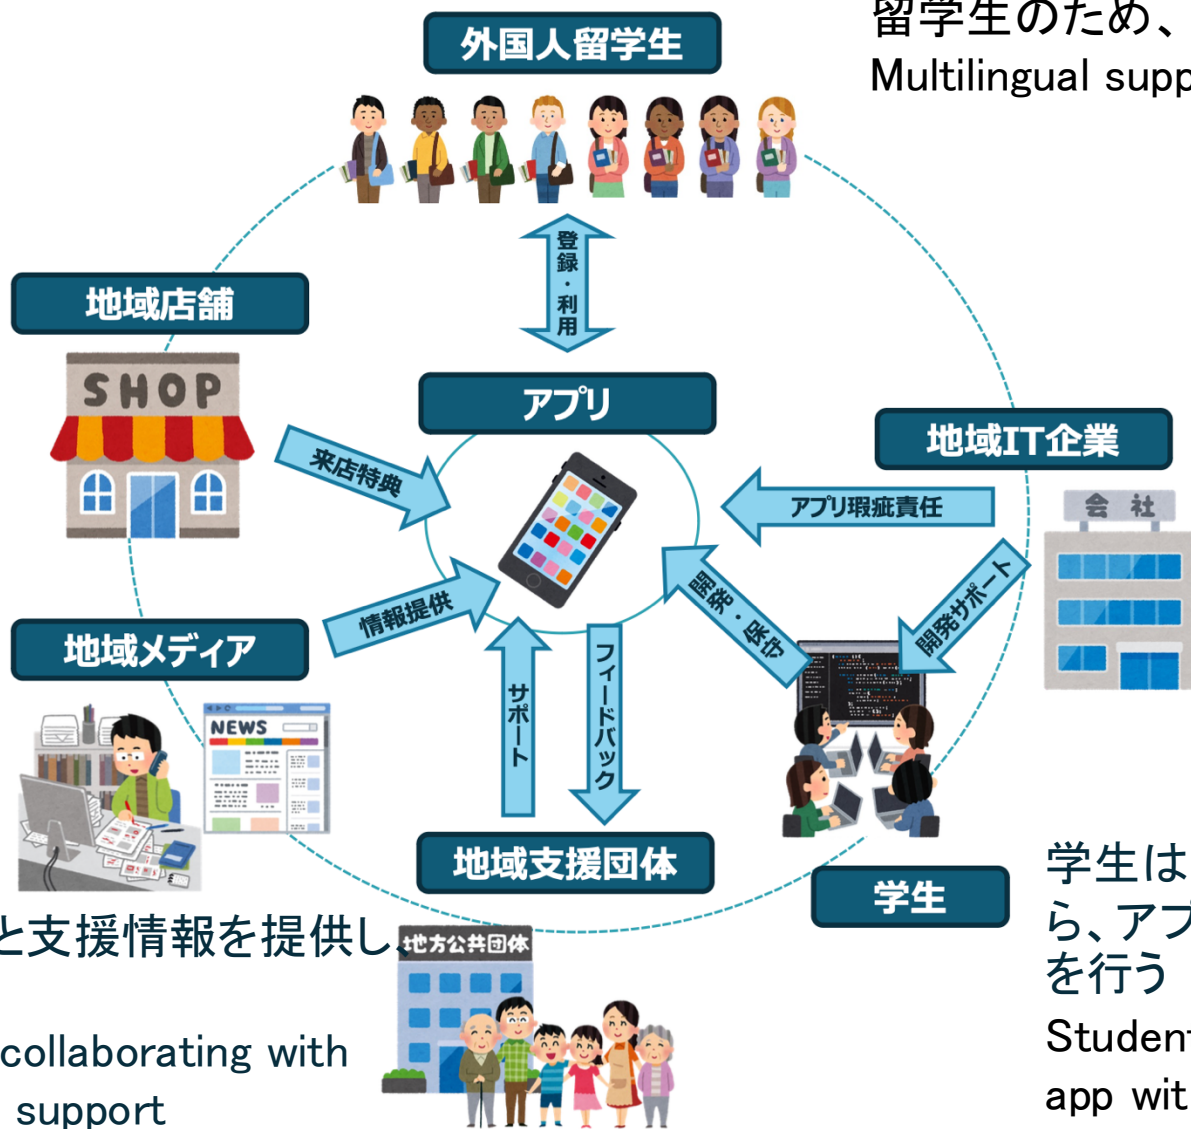 留学生のため、
Multilingual supp
外国人留学生
登録・利用
地域店舗
SHOP
アプリ
来店特典
地域IT企業
会社
アプリ瑕疵責任
開発サポート
開発・保守
情報提供
地域メディア
NEWS
サポート
フィードバック
地域支援団体
学生
地方公共団体
と支援情報を提供し、
collaborating with
support
学生は
ら、アプ
を行う
Student
app wit